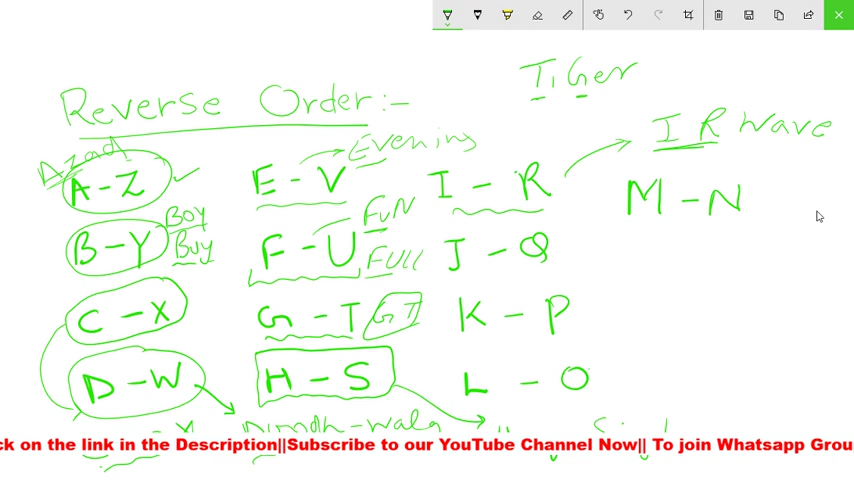 TiGer
Reverse Order:-
IR Wave
Azad
Evening
A-Z E-V I-R M-N
Boy
FuN
B-Y Buy F-U FULL J-Q
C-X G-T GT K-P
D-W H-S L-O
ck on the link in the Description||Subscribe to our YouTube Channel Now|| To join Whatsapp Grou